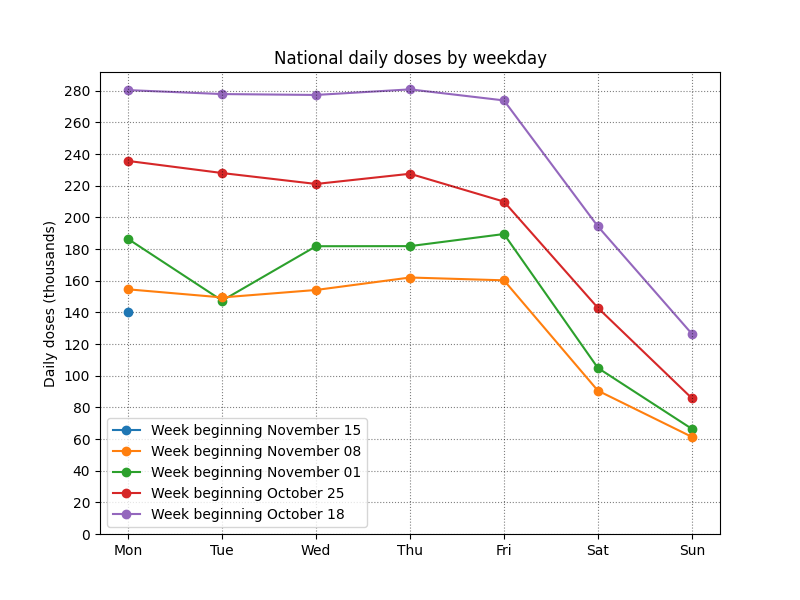 National daily doses by weekday
Daily doses (thousands)
280
260
240
220
200
180
160
140
120
100
80
60
40
20
0
Week beginning November 15
Week beginning November 08
Week beginning November 01
Week beginning October 25
Week beginning October 18
Mon Tue Wed Thu Fri Sat Sun